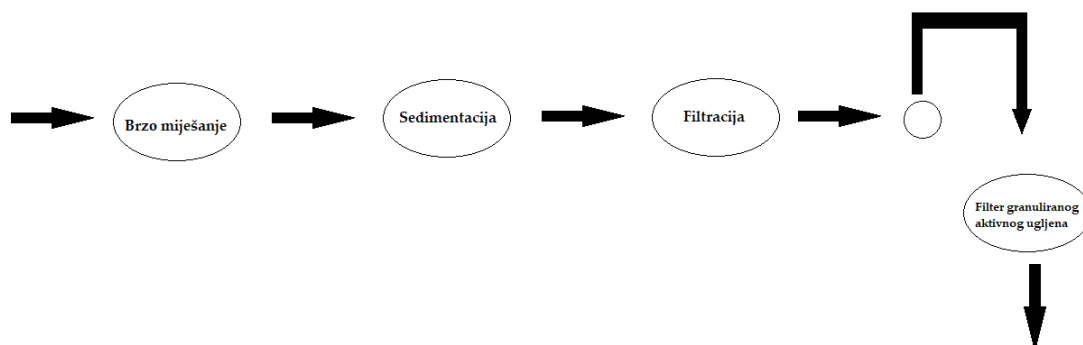 Brzo miješanje
Sedimentacija
Filtracija
Filter granuliranog
aktivnog ugljena